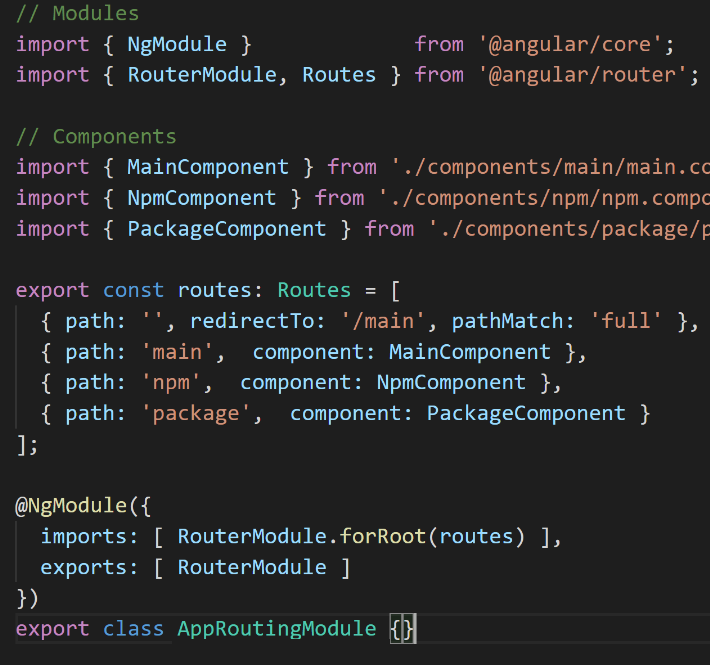 // Modules
import { NgModule }             from '@angular/core';
import { RouterModule, Routes } from '@angular/router';
// Components
import { MainComponent } from './components/main/main.co
import { NpmComponent } from './components/npm/npm.compo
import { PackageComponent } from './components/package/p
export const routes: Routes = [
  { path: '', redirectTo: '/main', pathMatch: 'full' },
  { path: 'main',  component: MainComponent },
  { path: 'npm',  component: NpmComponent },
  { path: 'package',  component: PackageComponent }
];
@NgModule({
  imports: [ RouterModule.forRoot(routes) ],
  exports: [ RouterModule ]
})
export class AppRoutingModule {}